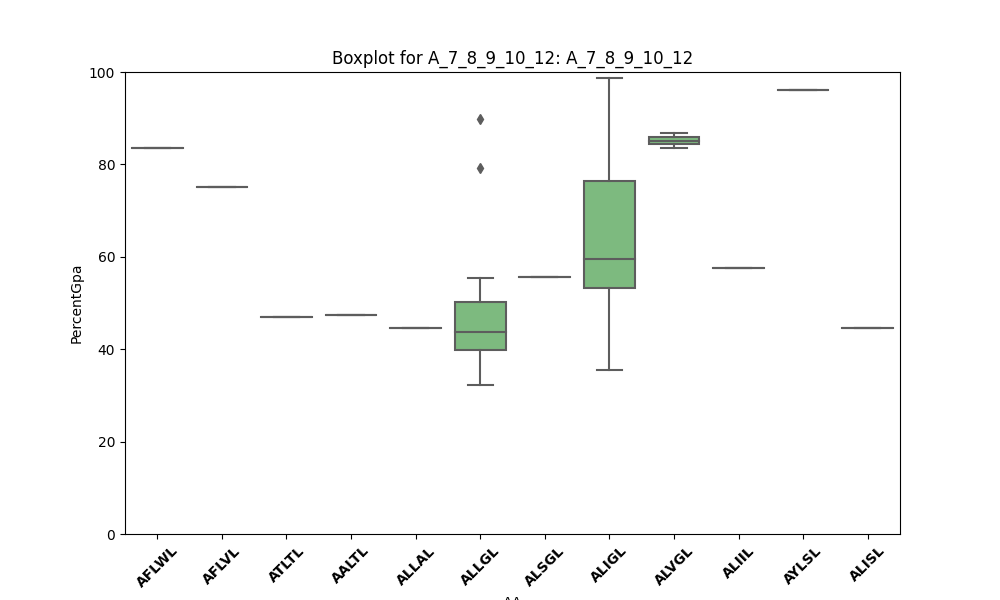 Boxplot for A_7_8_9_10_12: A_7_8_9_10_12
100
80
60
40
20
0
PercentGpa
AFLWL
AFLVL
ATLTL
AALTL
ALLAL
ALLGL
ALSGL
ALIGL
ALVGL
ALIIL
AYLSL
ALISL